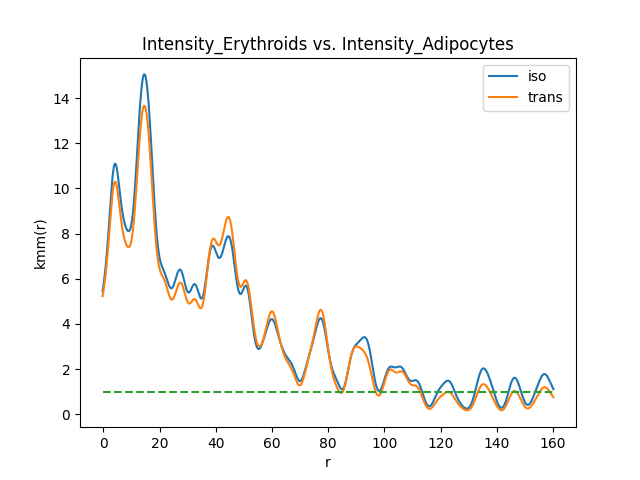 Intensity_Erythroids vs. Intensity_Adipocytes
iso
trans
14
12
10
8
6
4
2
0
kmm(r)
0 20 40 60 80 100 120 140 160
r